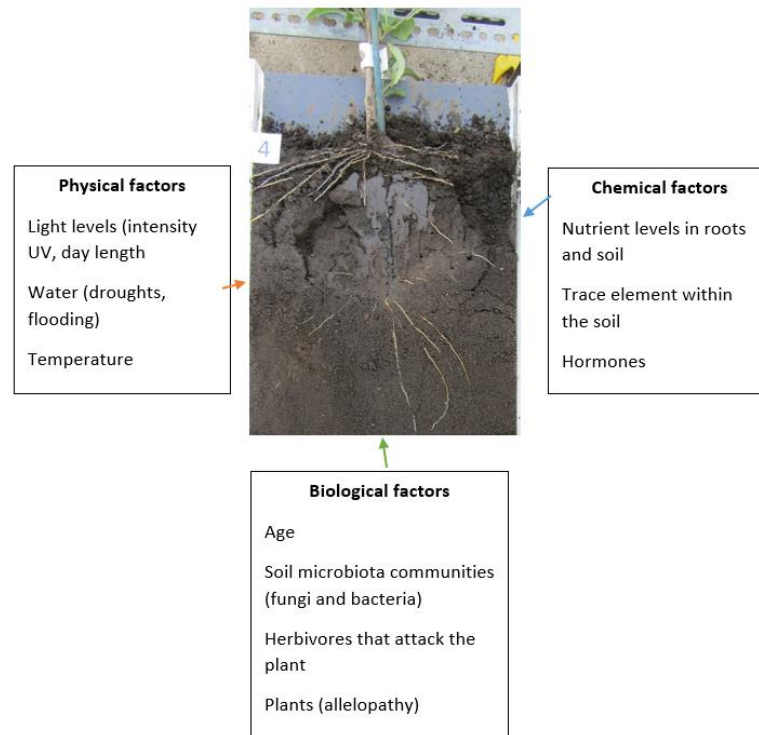 4
Physical factors
Light levels (intensity
UV, day length
Water (droughts,
flooding)
Temperature
Chemical factors
Nutrient levels in roots
and soil
Trace element within
the soil
Hormones
Biological factors
Age
Soil microbiota communities
(fungi and bacteria)
Herbivores that attack the
plant
Plants (allelopathy)